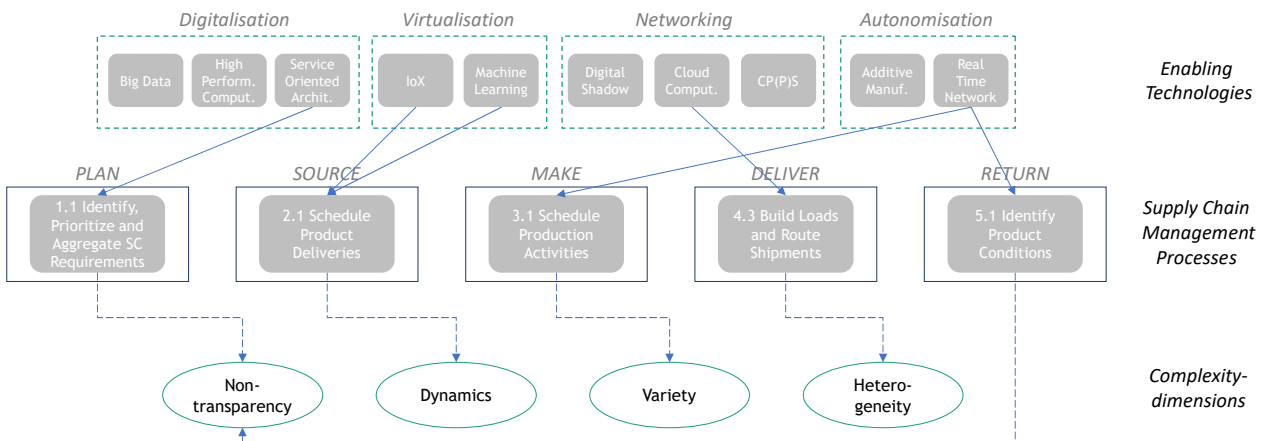 Digitalisation
Virtualisation
Networking
Autonomisation
Big Data
High
Perform.
Comput.
Service
Oriented
Archit.
IoX
Machine
Learning
Digital
Shadow
Cloud
Comput.
CP(P)S
Additive
Manuf.
Real
Time
Network
Enabling
Technologies
PLAN
SOURCE
MAKE
DELIVER
RETURN
1.1 Identify,
Prioritize and
Aggregate SC
Requirements
2.1 Schedule
Product
Deliveries
3.1 Schedule
Production
Activities
4.3 Build Loads
and Route
Shipments
5.1 Identify
Product
Conditions
Supply Chain
Management
Processes
Non-
transparency
Dynamics
Variety
Hetero-
geneity
Complexity-
dimensions